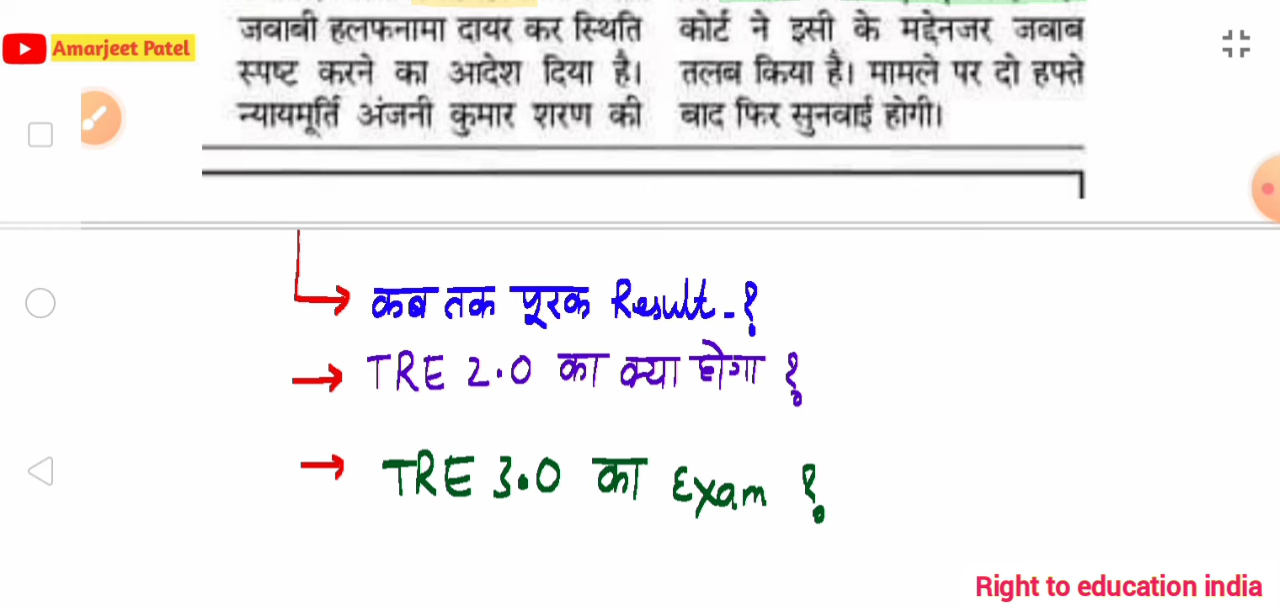 Amarjeet Patel
जवाबी हलफनामा दायर कर स्थिति
स्पष्ट करने का आदेश दिया है।
न्यायमूर्ति अंजनी कुमार शरण की
कोर्ट ने इसी के मद्देनजर जवाब
तलब किया है। मामले पर दो हफ्ते
बाद फिर सुनवाई होगी।
कब तक पूरक Result - ?
TRE 2.0 का क्या होगा ?
TRE 3.0 का Exam ?
Right to education india